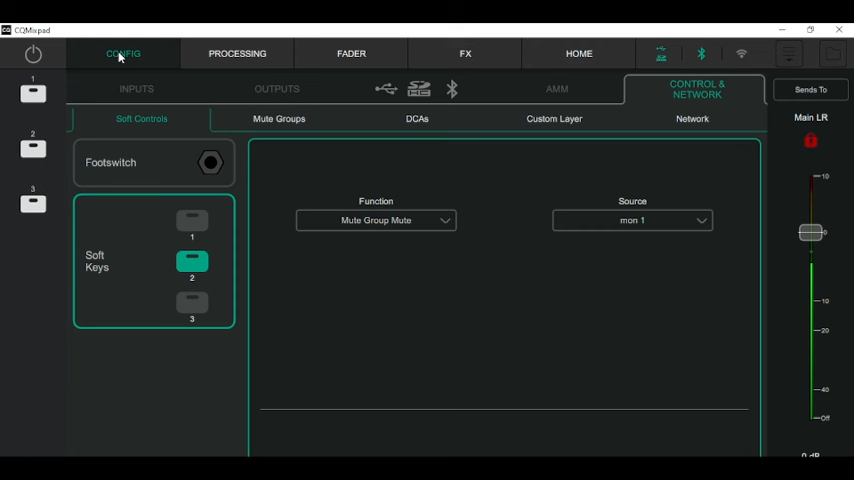 CQ CQMixpad
CONFIG PROCESSING FADER FX HOME
INPUTS OUTPUTS AMM CONTROL &
NETWORK
Sends To
Soft Controls Mute Groups DCAs Custom Layer Network
Main LR
1
2
3
Footswitch
Soft
Keys
1
2
3
Function
Mute Group Mute
Source
mon 1
10
0
10
20
40
Off